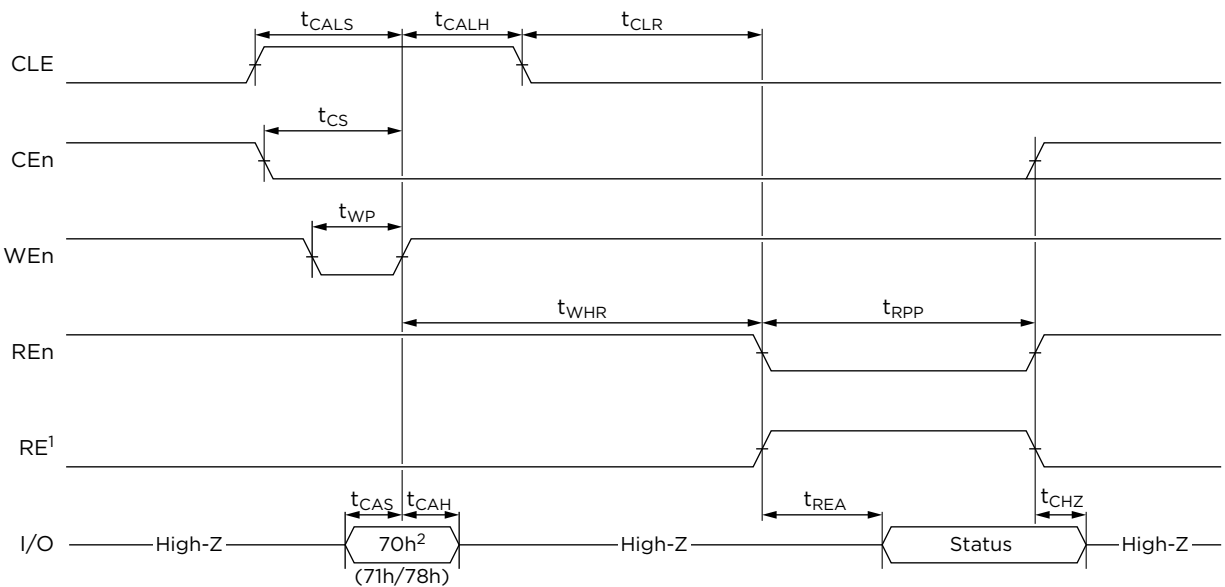 tCALS tCALH tCLR
CLE
tCS
CEn
tWP
WEn
tWHR tRPP
REn
RE1
tCAS tCAH tREA tCHZ
I/O High-Z 70h2 High-Z Status High-Z
(71h/78h)